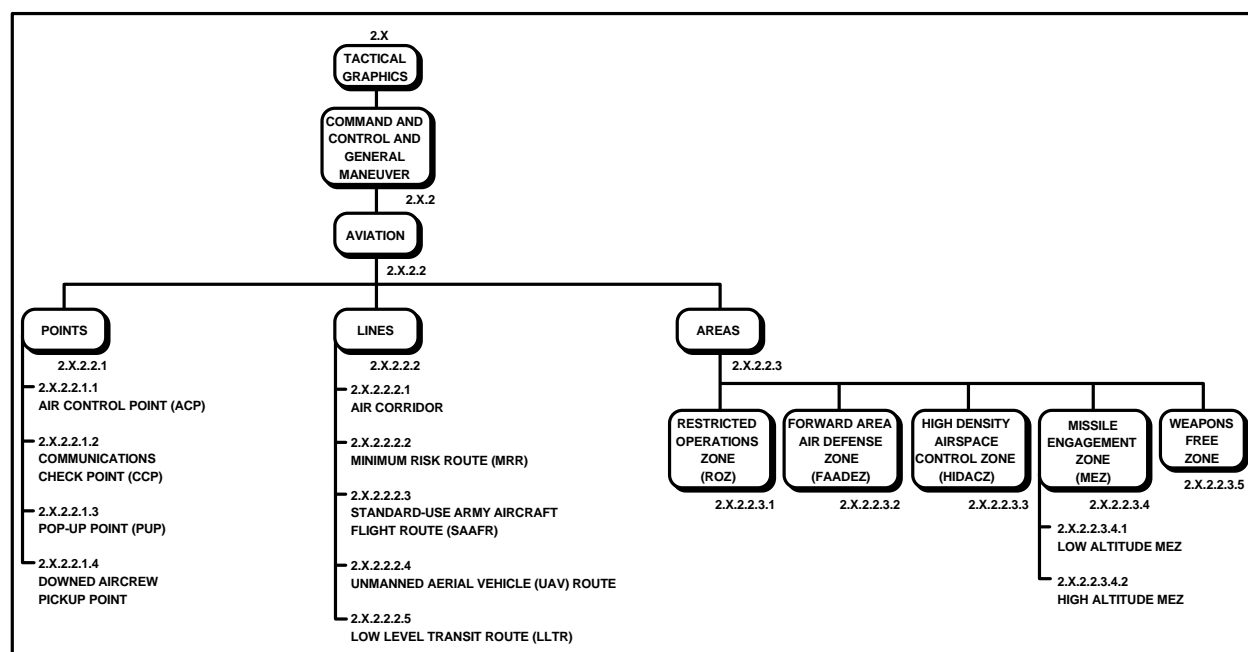 2.X
TACTICAL
GRAPHICS
COMMAND AND
CONTROL AND
GENERAL
MANEUVER
2.X.2
AVIATION
2.X.2.2
POINTS
2.X.2.2.1
2.X.2.2.1.1
AIR CONTROL POINT (ACP)
2.X.2.2.1.2
COMMUNICATIONS
CHECK POINT (CCP)
2.X.2.2.1.3
POP-UP POINT (PUP)
2.X.2.2.1.4
DOWNED AIRCREW
PICKUP POINT
LINES
2.X.2.2.2
2.X.2.2.2.1
AIR CORRIDOR
2.X.2.2.2.2
MINIMUM RISK ROUTE (MRR)
2.X.2.2.2.3
STANDARD-USE ARMY AIRCRAFT
FLIGHT ROUTE (SAAFR)
2.X.2.2.2.4
UNMANNED AERIAL VEHICLE (UAV) ROUTE
2.X.2.2.2.5
LOW LEVEL TRANSIT ROUTE (LLTR)
AREAS
2.X.2.2.3
RESTRICTED
OPERATIONS
ZONE
(ROZ)
2.X.2.2.3.1
FORWARD AREA
AIR DEFENSE
ZONE
(FAADEZ)
2.X.2.2.3.2
HIGH DENSITY
AIRSPACE
CONTROL ZONE
(HIDACZ)
2.X.2.2.3.3
MISSILE
ENGAGEMENT
ZONE
(MEZ)
2.X.2.2.3.4
2.X.2.2.3.4.1
LOW ALTITUDE MEZ
2.X.2.2.3.4.2
HIGH ALTITUDE MEZ
WEAPONS
FREE
ZONE
2.X.2.2.3.5